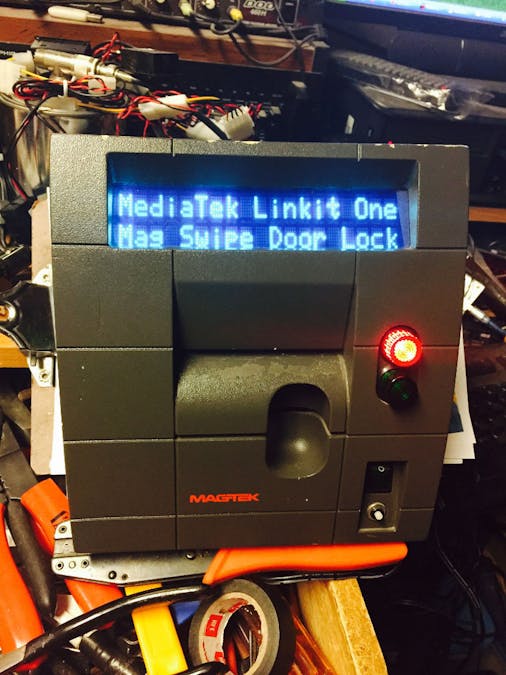 MediaTek Linkit One
Mag Swipe Door Lock
MAGTEK